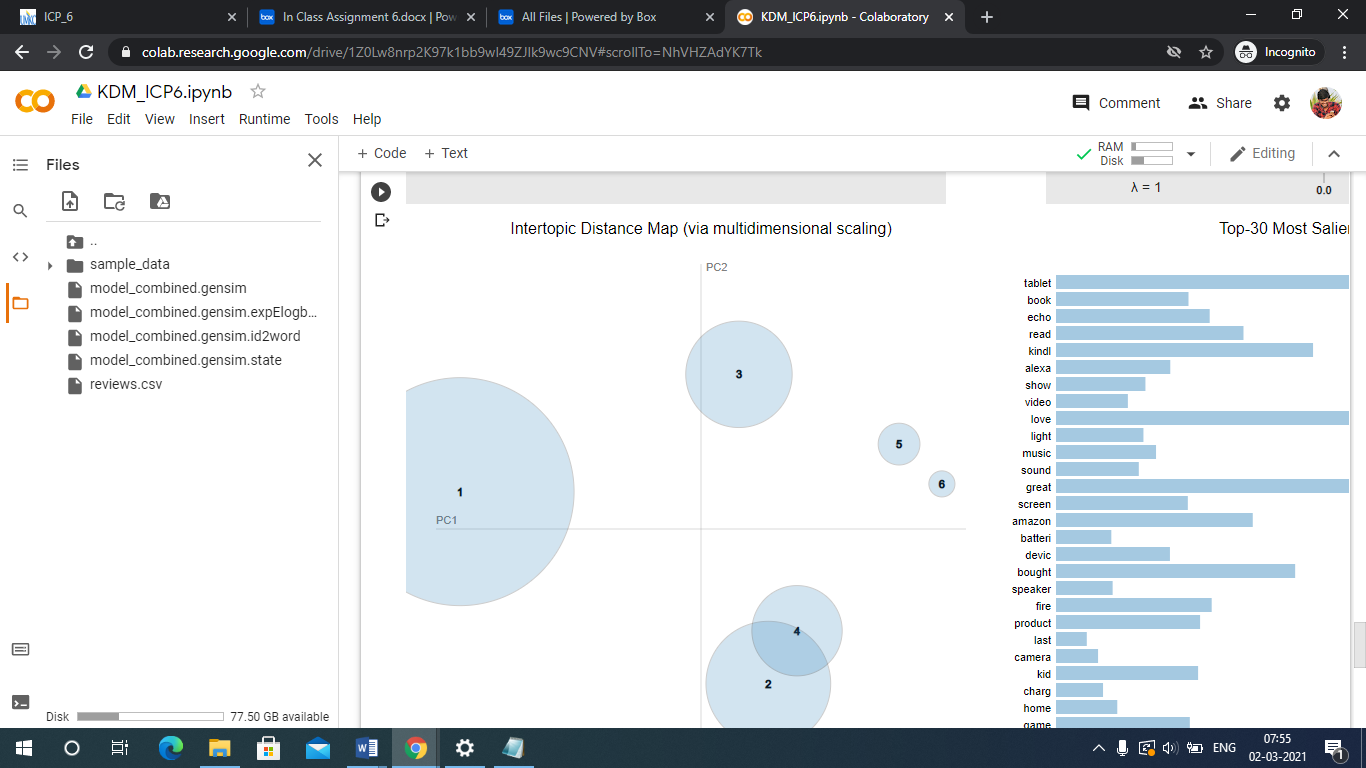 ICP_6
In Class Assignment 6.docx | Pow
All Files | Powered by Box
KDM_ICP6.ipynb - Colaboratory
colab.research.google.com/drive/1Z0Lw8nrp2K97k1bb9wI49ZJIk9wc9CNV#scrollTo=NhVHZAdYK7Tk
Incognito
KDM_ICP6.ipynb
File Edit View Insert Runtime Tools Help
Comment
Share
Files
+ Code + Text
RAM
Disk
Editing
..
sample_data
model_combined.gensim
model_combined.gensim.expElogb...
model_combined.gensim.id2word
model_combined.gensim.state
reviews.csv
Disk 77.50 GB available
λ = 1
0.0
Intertopic Distance Map (via multidimensional scaling)
Top-30 Most Salie
PC2
PC1
1
3
5
6
4
2
tablet
book
echo
read
kindl
alexa
show
video
love
light
music
sound
great
screen
amazon
batteri
devic
bought
speaker
fire
product
last
camera
kid
charg
home
game
ENG
07:55
02-03-2021
1